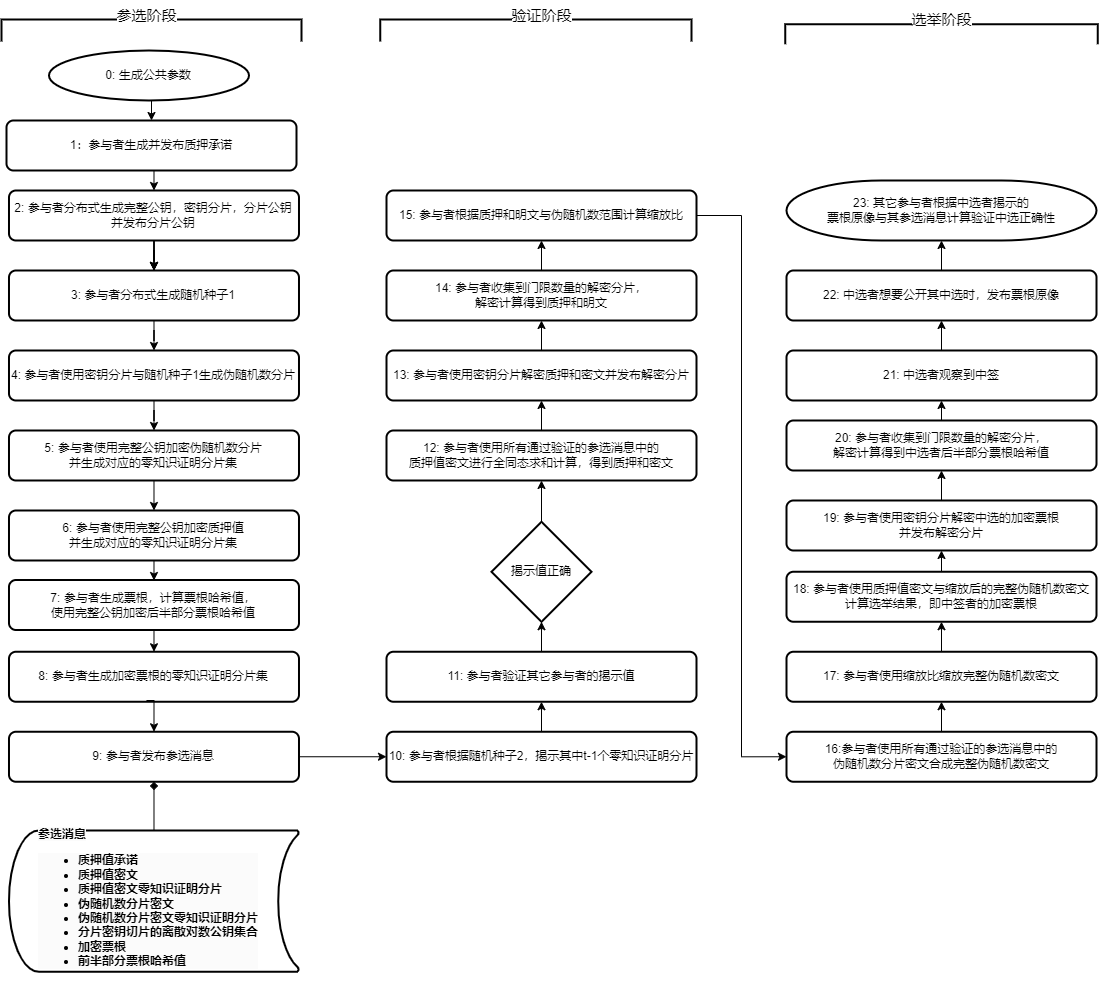 参选阶段
0: 生成公共参数
1：参与者生成并发布质押承诺
2: 参与者分布式生成完整公钥，密钥分片，分片公钥
并发布分片公钥
3: 参与者分布式生成随机种子1
4: 参与者使用密钥分片与随机种子1生成伪随机数分片
5: 参与者使用完整公钥加密伪随机数分片
并生成对应的零知识证明分片集
6: 参与者使用完整公钥加密质押值
并生成对应的零知识证明分片集
7: 参与者生成票根，计算票根哈希值，
使用完整公钥加密后半部分票根哈希值
8: 参与者生成加密票根的零知识证明分片集
9: 参与者发布参选消息
参选消息
质押值承诺
质押值密文
质押值密文零知识证明分片
伪随机数分片密文
伪随机数分片密文零知识证明分片
分片密钥切片的离散对数公钥集合
加密票根
前半部分票根哈希值
验证阶段
15: 参与者根据质押和明文与伪随机数范围计算缩放比
14: 参与者收集到门限数量的解密分片，
解密计算得到质押和明文
13: 参与者使用密钥分片解密质押和密文并发布解密分片
12: 参与者使用所有通过验证的参选消息中的
质押值密文进行全同态求和计算，得到质押和密文
揭示值正确
11: 参与者验证其它参与者的揭示值
10: 参与者根据随机种子2，揭示其中t-1个零知识证明分片
选举阶段
23: 其它参与者根据中选者揭示的
票根原像与其参选消息计算验证中选正确性
22: 中选者想要公开其中选时，发布票根原像
21: 中选者观察到中签
20: 参与者收集到门限数量的解密分片，
解密计算得到中选者后半部分票根哈希值
19: 参与者使用密钥分片解密中选的加密票根
并发布解密分片
18: 参与者使用质押值密文与缩放后的完整伪随机数密文
计算选举结果，即中签者的加密票根
17: 参与者使用缩放比缩放完整伪随机数密文
16:参与者使用所有通过验证的参选消息中的
伪随机数分片密文合成完整伪随机数密文